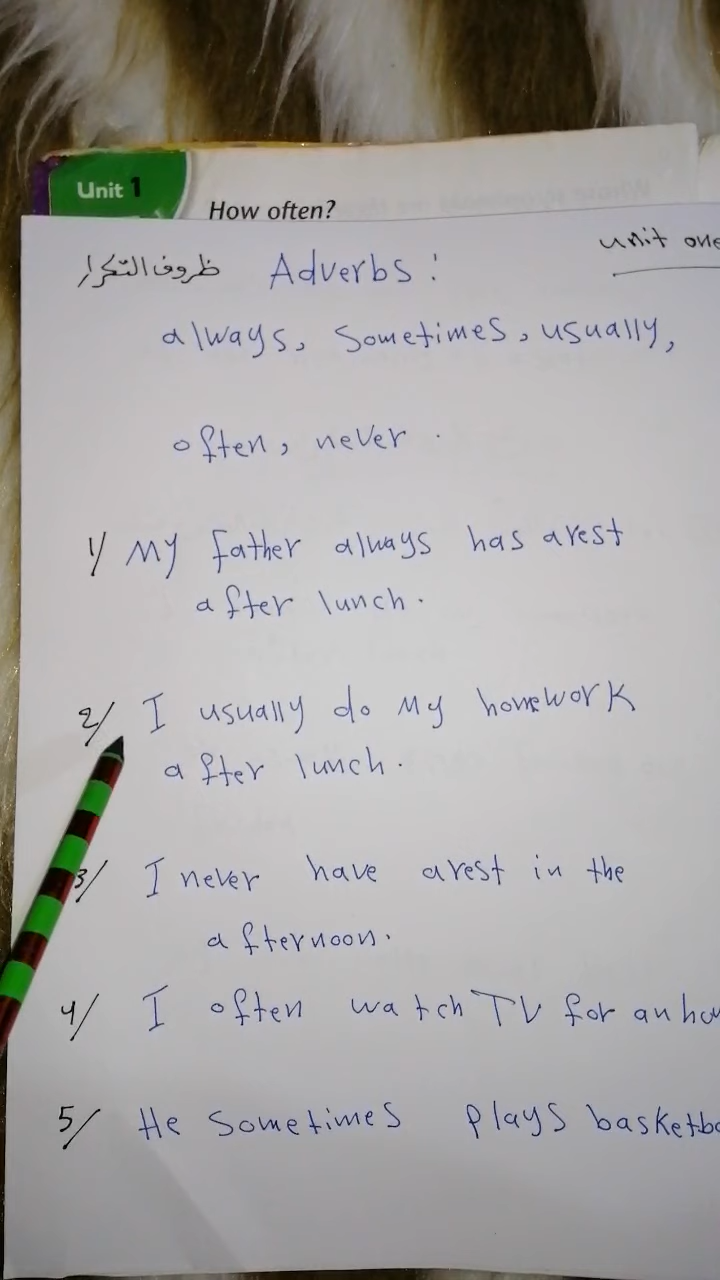 Unit 1
How often?
unit one
ظروف التكرار Adverbs:
always, sometimes, usually,
often, never.
1/ My father always has arest
after lunch.
2/ I usually do my homework
after lunch.
3/ I never have arest in the
afternoon.
4/ I often watch TV for an hou
5/ He sometimes plays basketba